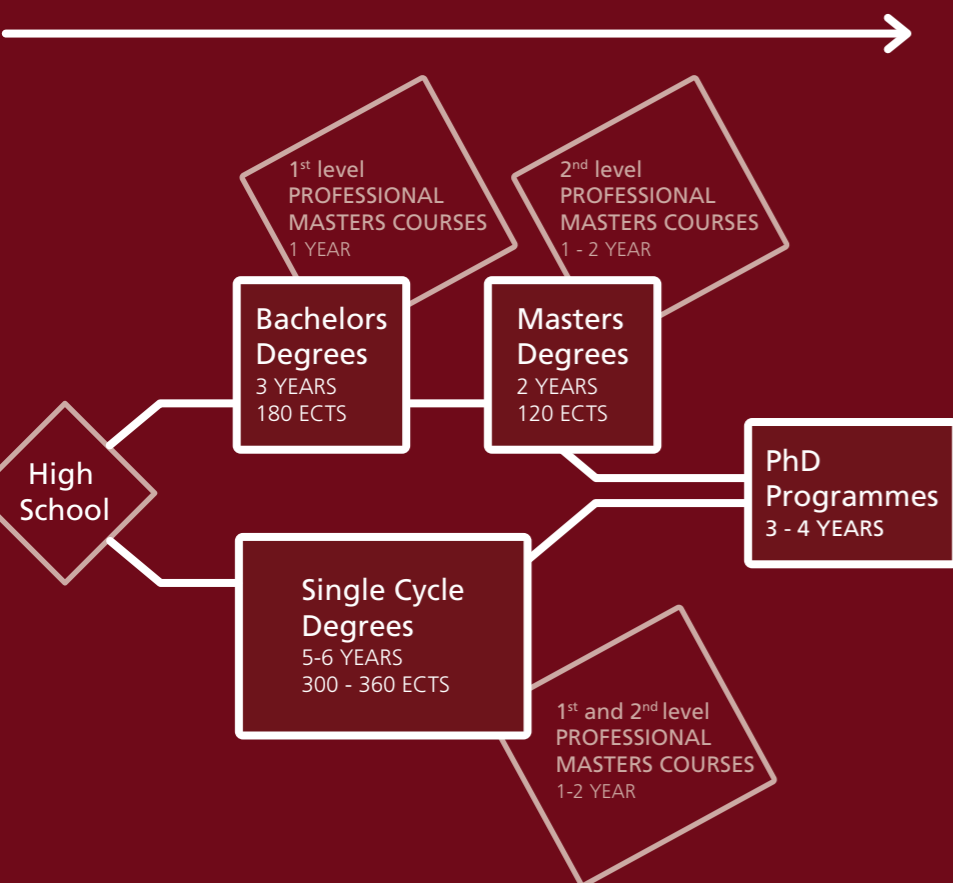 1st level
PROFESSIONAL
MASTERS COURSES
1 YEAR
2nd level
PROFESSIONAL
MASTERS COURSES
1 - 2 YEAR
Bachelors
Degrees
3 YEARS
180 ECTS
Masters
Degrees
2 YEARS
120 ECTS
High
School
PhD
Programmes
3 - 4 YEARS
Single Cycle
Degrees
5-6 YEARS
300 - 360 ECTS
1st and 2nd level
PROFESSIONAL
MASTERS COURSES
1-2 YEAR